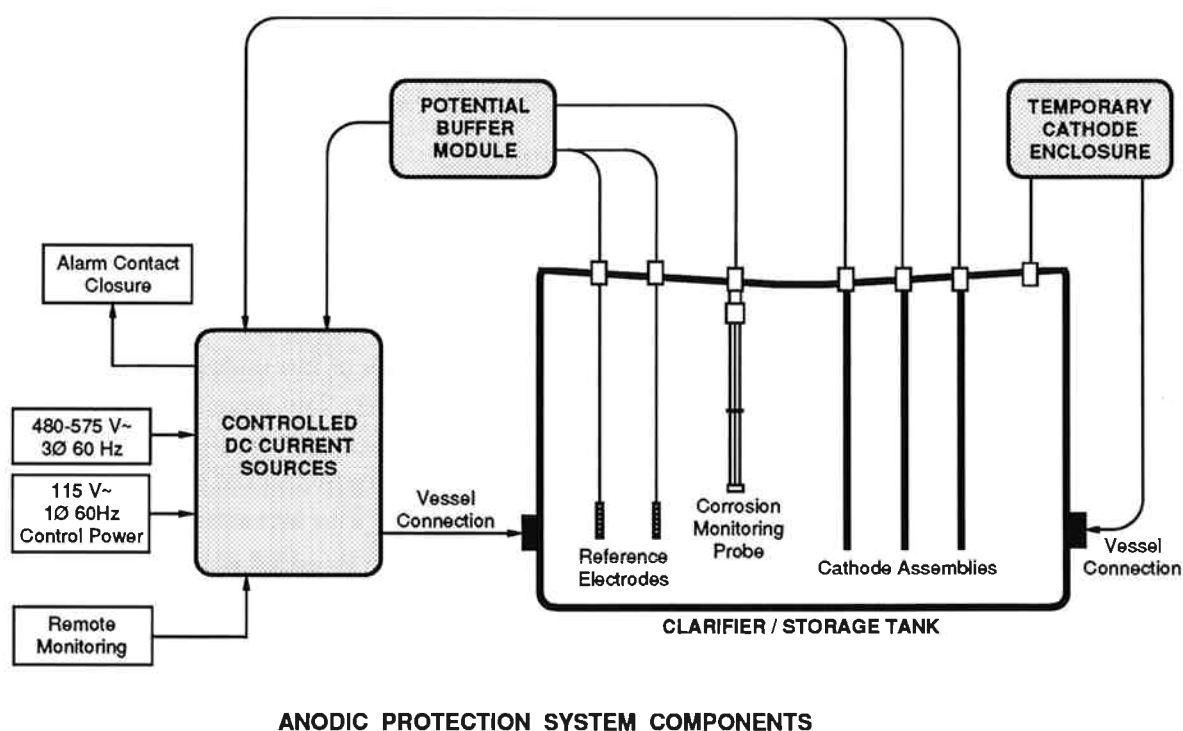 POTENTIAL
BUFFER
MODULE
TEMPORARY
CATHODE
ENCLOSURE
Alarm Contact
Closure
480-575 V~
3Ø 60 Hz
115 V~
1Ø 60Hz
Control Power
Remote
Monitoring
CONTROLLED
DC CURRENT
SOURCES
Vessel
Connection
Reference
Electrodes
Corrosion
Monitoring
Probe
Cathode Assemblies
Vessel
Connection
CLARIFIER / STORAGE TANK
ANODIC PROTECTION SYSTEM COMPONENTS